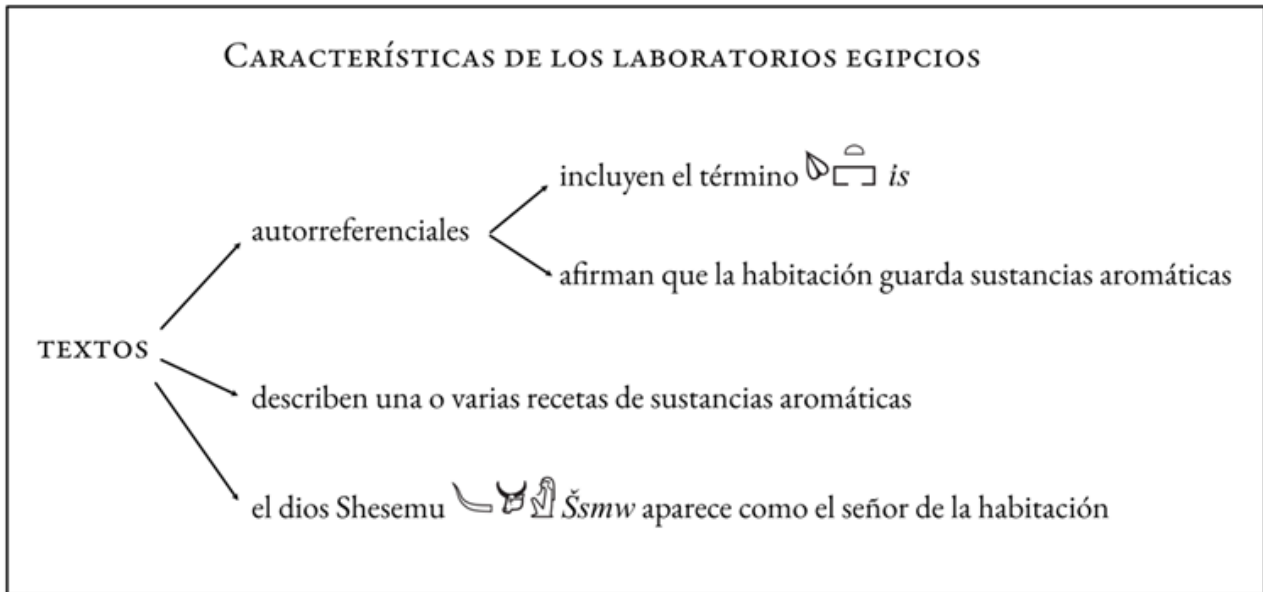 CARACTERÍSTICAS DE LOS LABORATORIOS EGIPCIOS
incluyen el término is
autorreferenciales
afirman que la habitación guarda sustancias aromáticas
TEXTOS
describen una o varias recetas de sustancias aromáticas
el dios Shesemu Šsmw aparece como el señor de la habitación